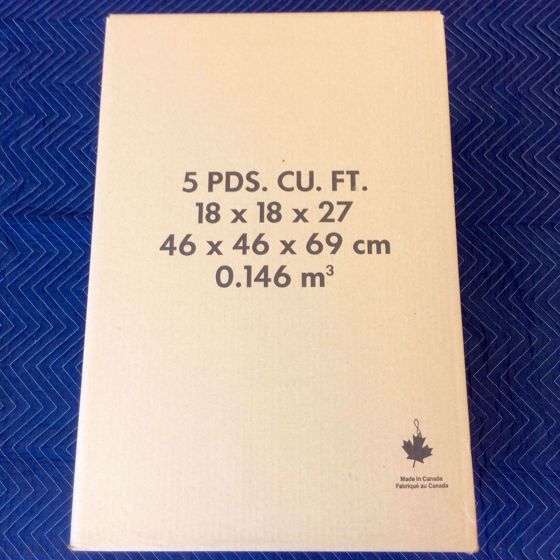 5 PDS. CU. FT.
18 x 18 x 27
46 x 46 x 69 cm
0.146 m³
Made in Canada
Fabriqué au Canada